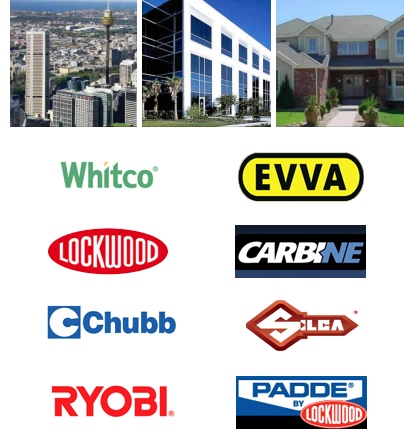 Whitco®
EVVA
LOCKWOOD
CARBINE
Chubb
SILCA®
RYOBI®
PADDE®
BY LOCKWOOD